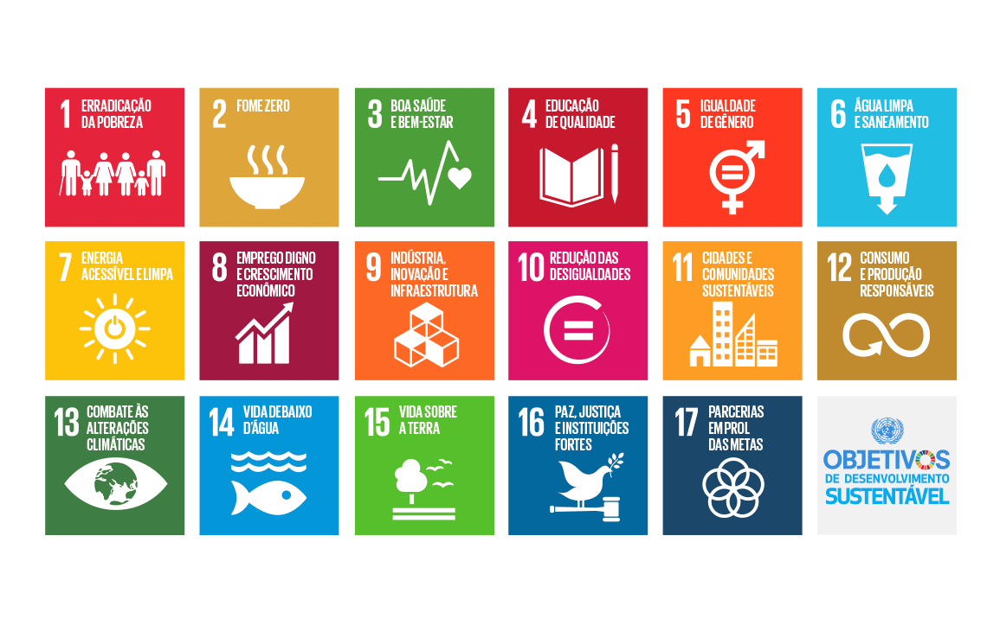 1 ERRADICAÇÃO
DA POBREZA
2 FOME ZERO
3 BOA SAÚDE
E BEM-ESTAR
4 EDUCAÇÃO
DE QUALIDADE
5 IGUALDADE
DE GÊNERO
6 ÁGUA LIMPA
E SANEAMENTO
7 ENERGIA
ACESSÍVEL E LIMPA
8 EMPREGO DIGNO
E CRESCIMENTO
ECONÔMICO
9 INDÚSTRIA,
INOVAÇÃO E
INFRAESTRUTURA
10 REDUÇÃO DAS
DESIGUALDADES
11 CIDADES E
COMUNIDADES
SUSTENTÁVEIS
12 CONSUMO
E PRODUÇÃO
RESPONSÁVEIS
13 COMBATE ÀS
ALTERAÇÕES
CLIMÁTICAS
14 VIDA DEBAIXO
D'ÁGUA
15 VIDA SOBRE
A TERRA
16 PAZ, JUSTIÇA
E INSTITUIÇÕES
FORTES
17 PARCERIAS
EM PROL
DAS METAS
OBJETIVOS
DE DESENVOLVIMENTO
SUSTENTÁVEL